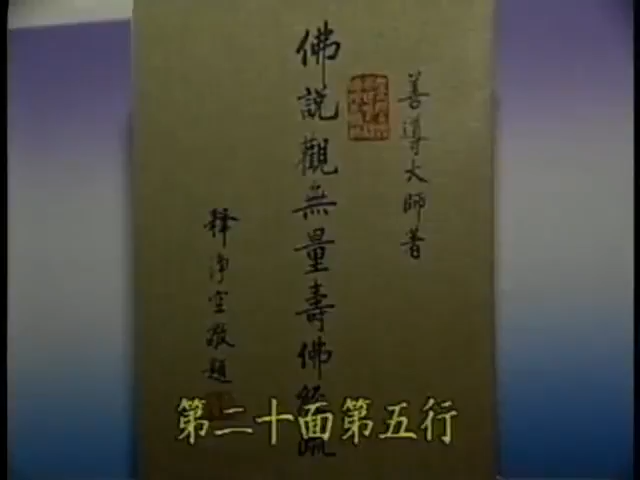 善導大師著
佛說觀無量壽佛經疏
釋淨空敬題
第二十面第五行